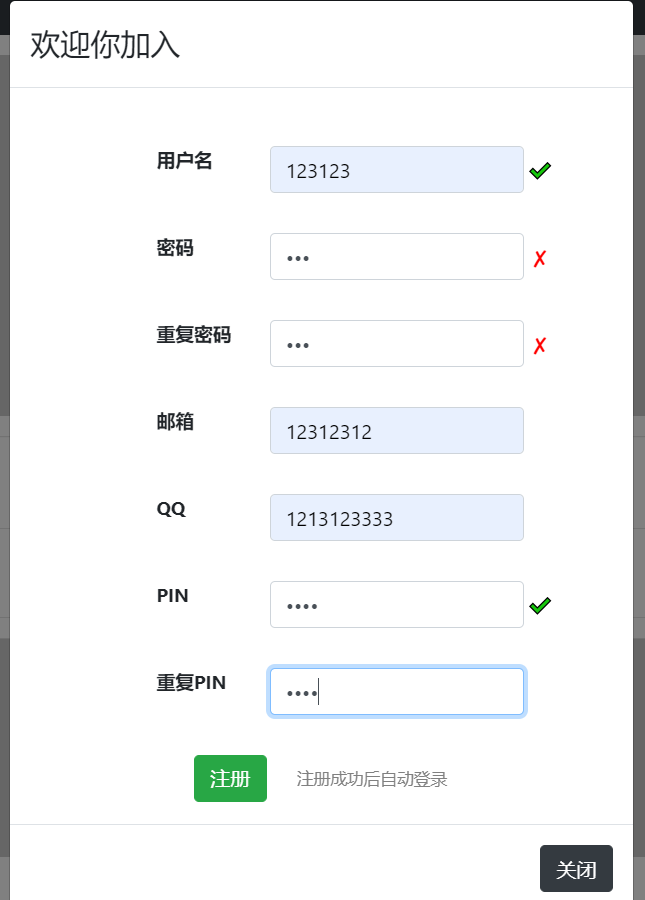 欢迎你加入
用户名 123123
密码 •••
重复密码 •••
邮箱 12312312
QQ 1213123333
PIN ••••
重复PIN ••••
注册 注册成功后自动登录
关闭